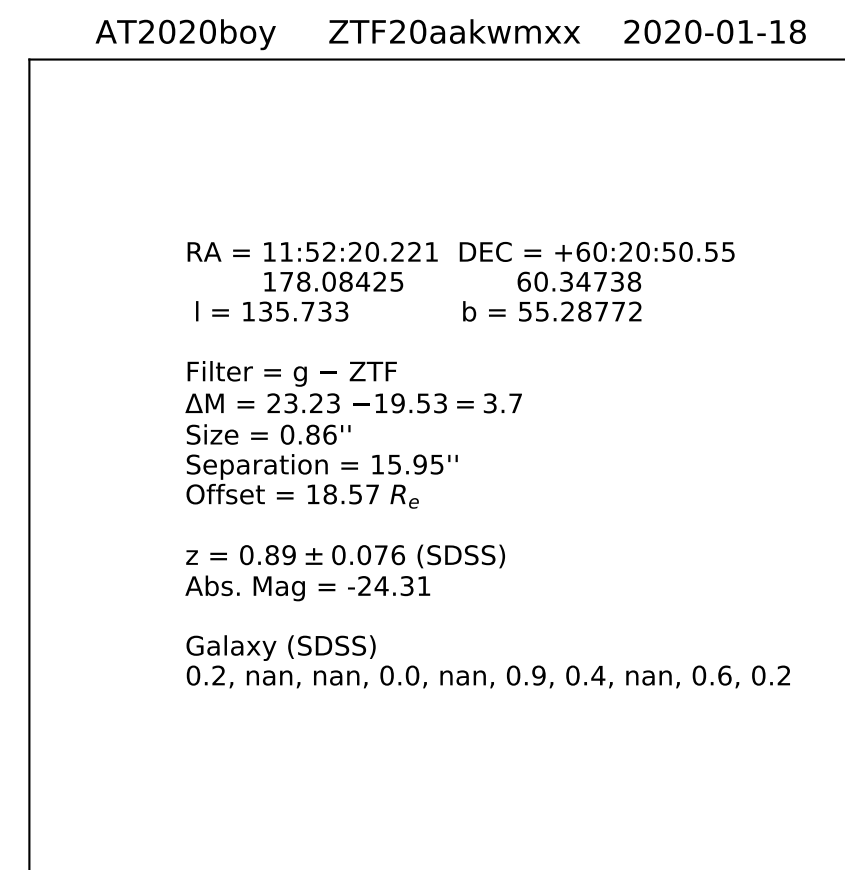 AT2020boy ZTF20aakwmxx 2020-01-18
RA = 11:52:20.221 DEC = +60:20:50.55
178.08425 60.34738
l = 135.733 b = 55.28772
Filter = g − ZTF
ΔM = 23.23 −19.53 = 3.7
Size = 0.86''
Separation = 15.95''
Offset = 18.57 Rₑ
z = 0.89 ± 0.076 (SDSS)
Abs. Mag = -24.31
Galaxy (SDSS)
0.2, nan, nan, 0.0, nan, 0.9, 0.4, nan, 0.6, 0.2